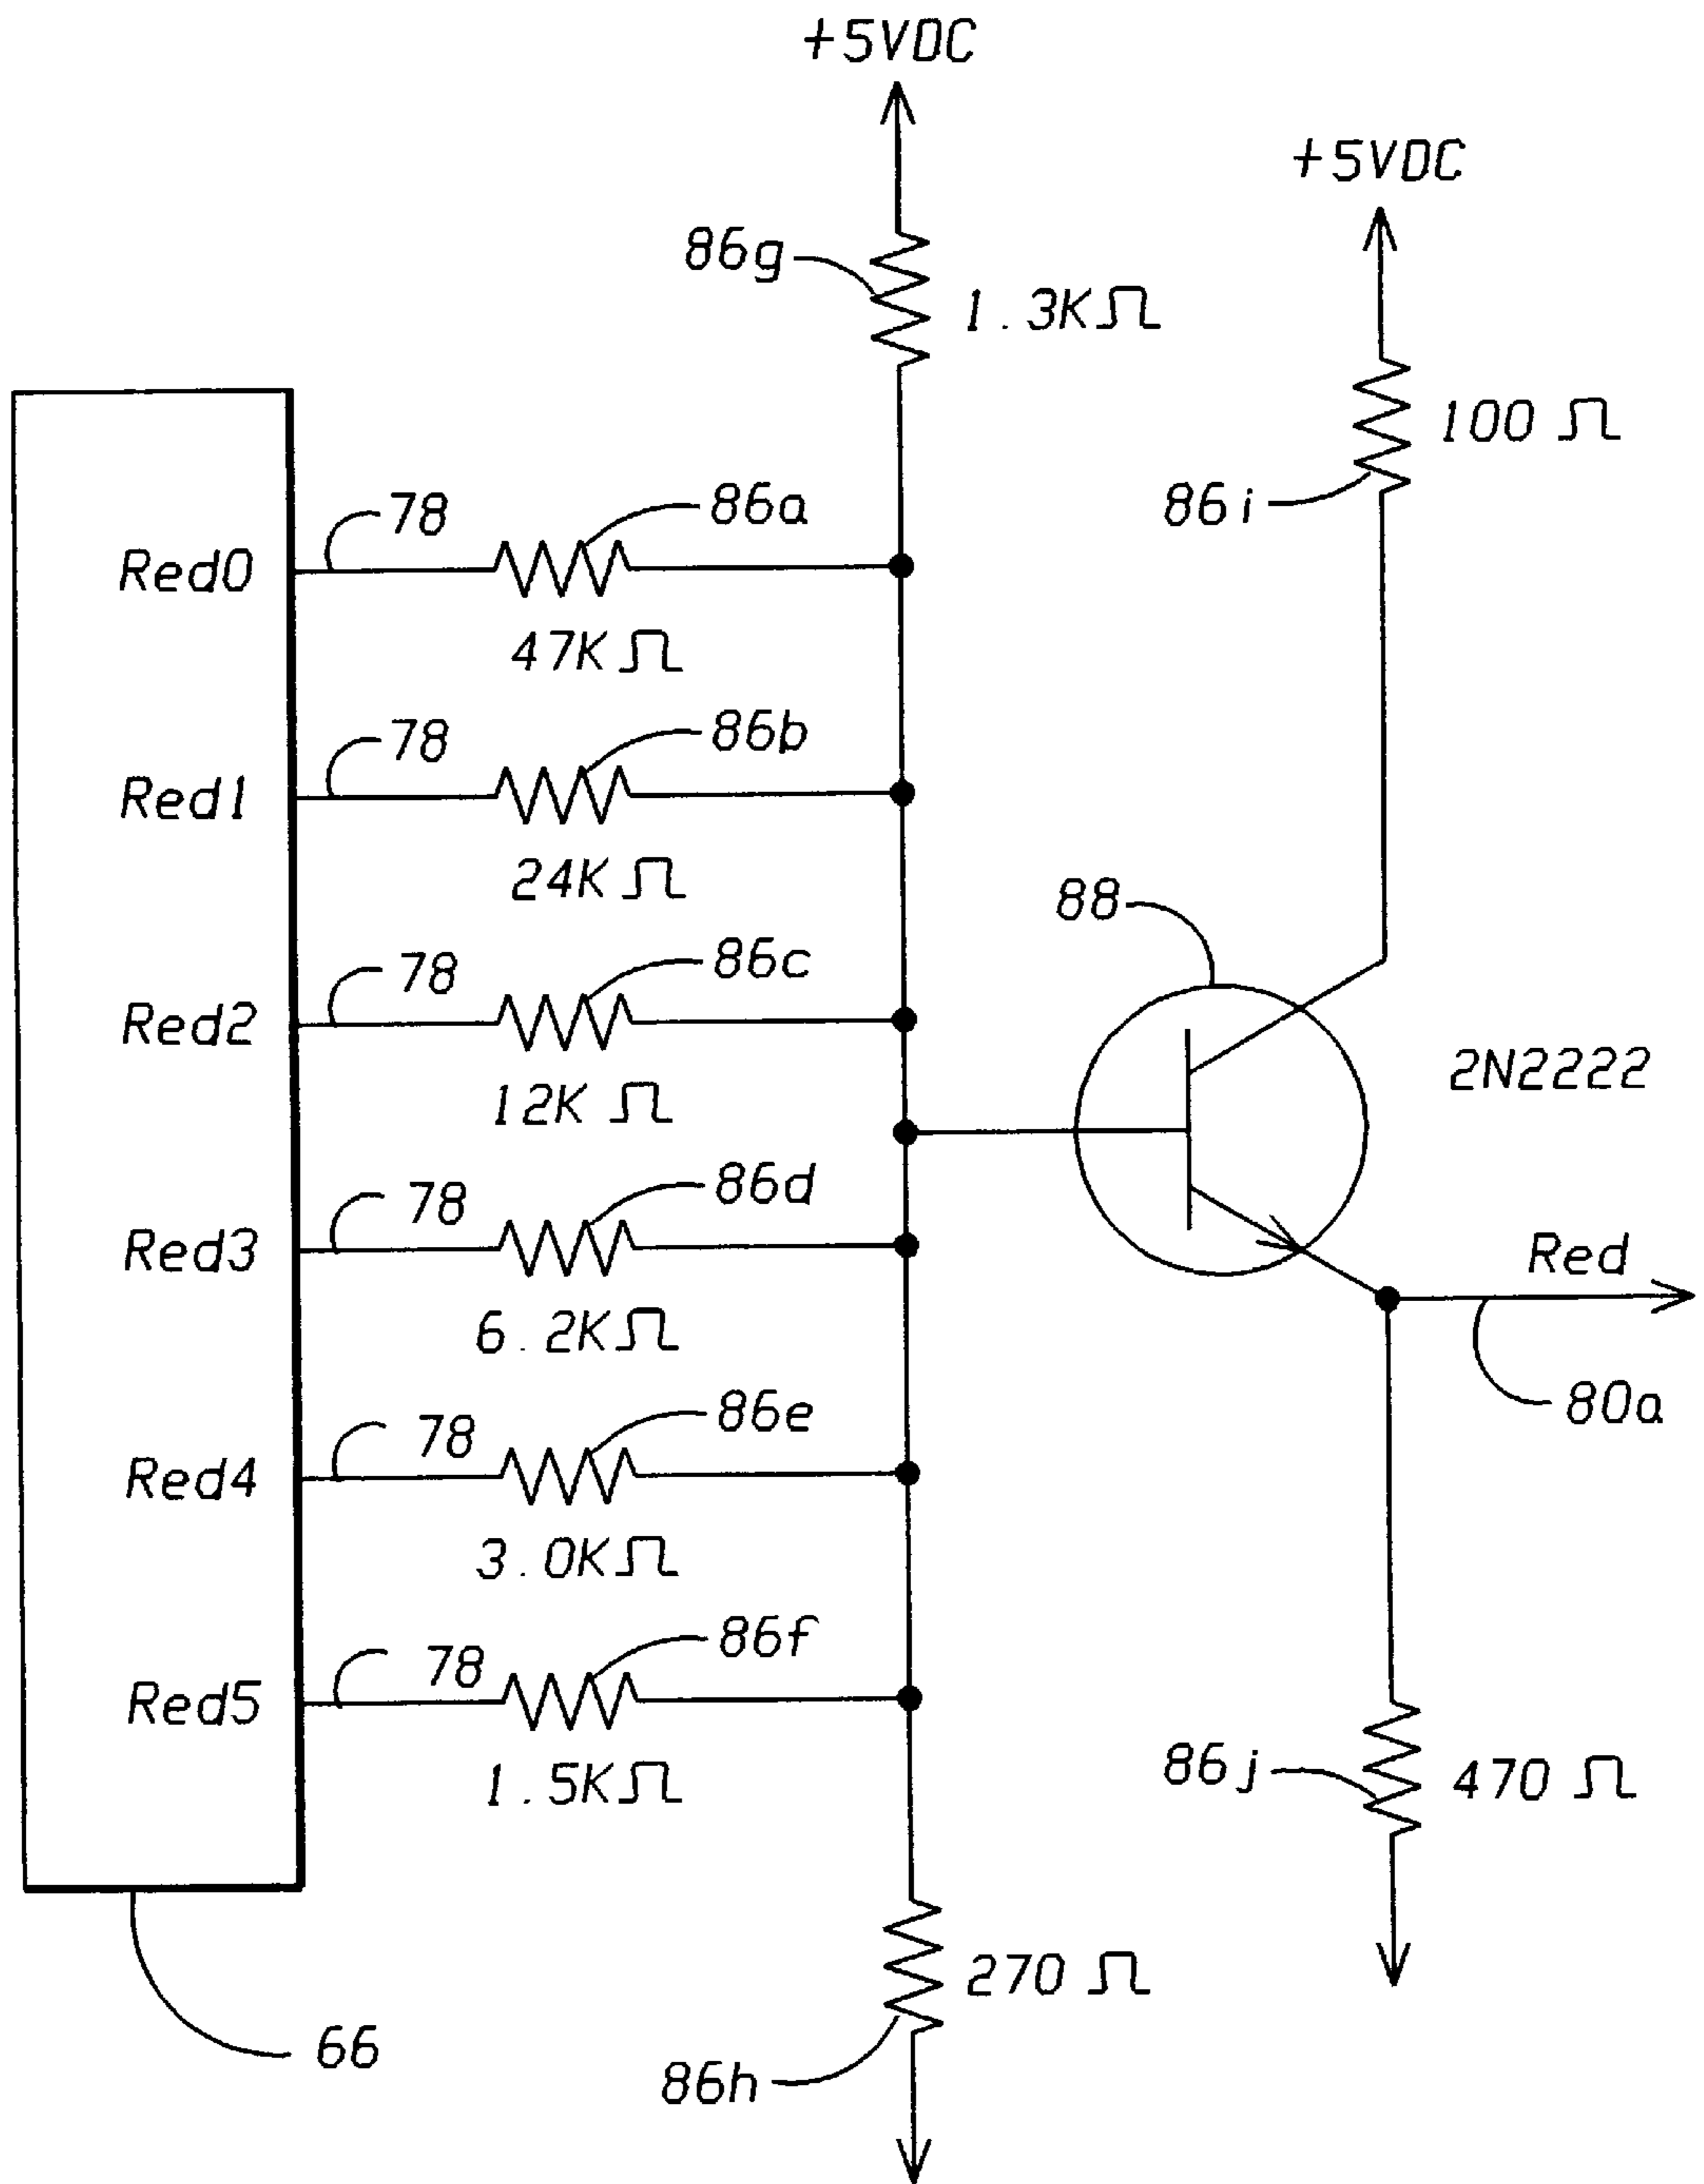 +5VDC
+5VDC
86g
1.3KΩ
100 Ω
86i
78
86a
Red0
47KΩ
78
86b
Red1
24KΩ
88
78
86c
Red2
12KΩ
2N2222
78
86d
Red3
6.2KΩ
Red
80a
78
86e
Red4
3.0KΩ
78
86f
Red5
1.5KΩ
86j
470 Ω
270 Ω
66
86h